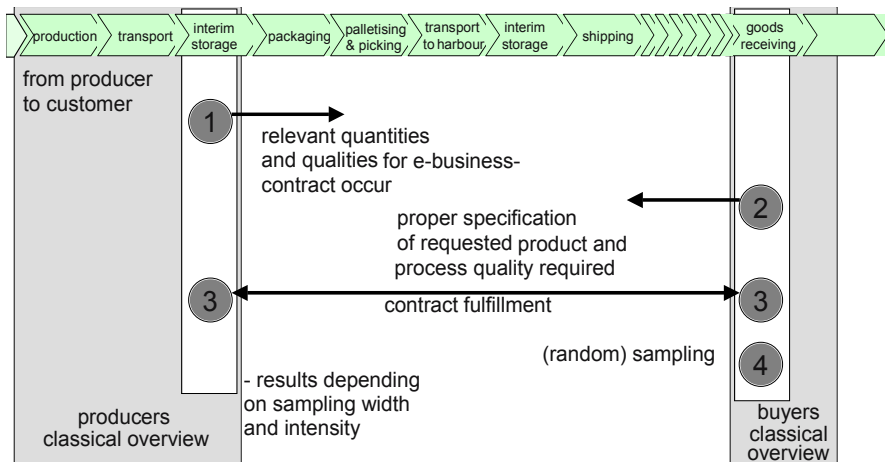 production
transport
interim
storage
packaging
palletising
& picking
transport
to harbour
interim
storage
shipping
goods
receiving
from producer
to customer
1
relevant quantities
and qualities for e-business-
contract occur
2
proper specification
of requested product and
process quality required
3
contract fulfillment
3
(random) sampling
4
- results depending
on sampling width
and intensity
producers
classical overview
buyers
classical
overview